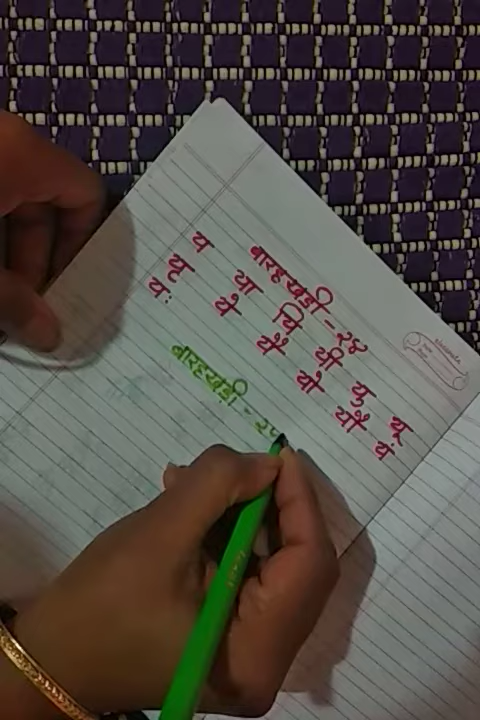 बारहखडी - २४
य या यि यी यु यू
यृ ये यै यो यौ यं
यः
बारहखडी - २५